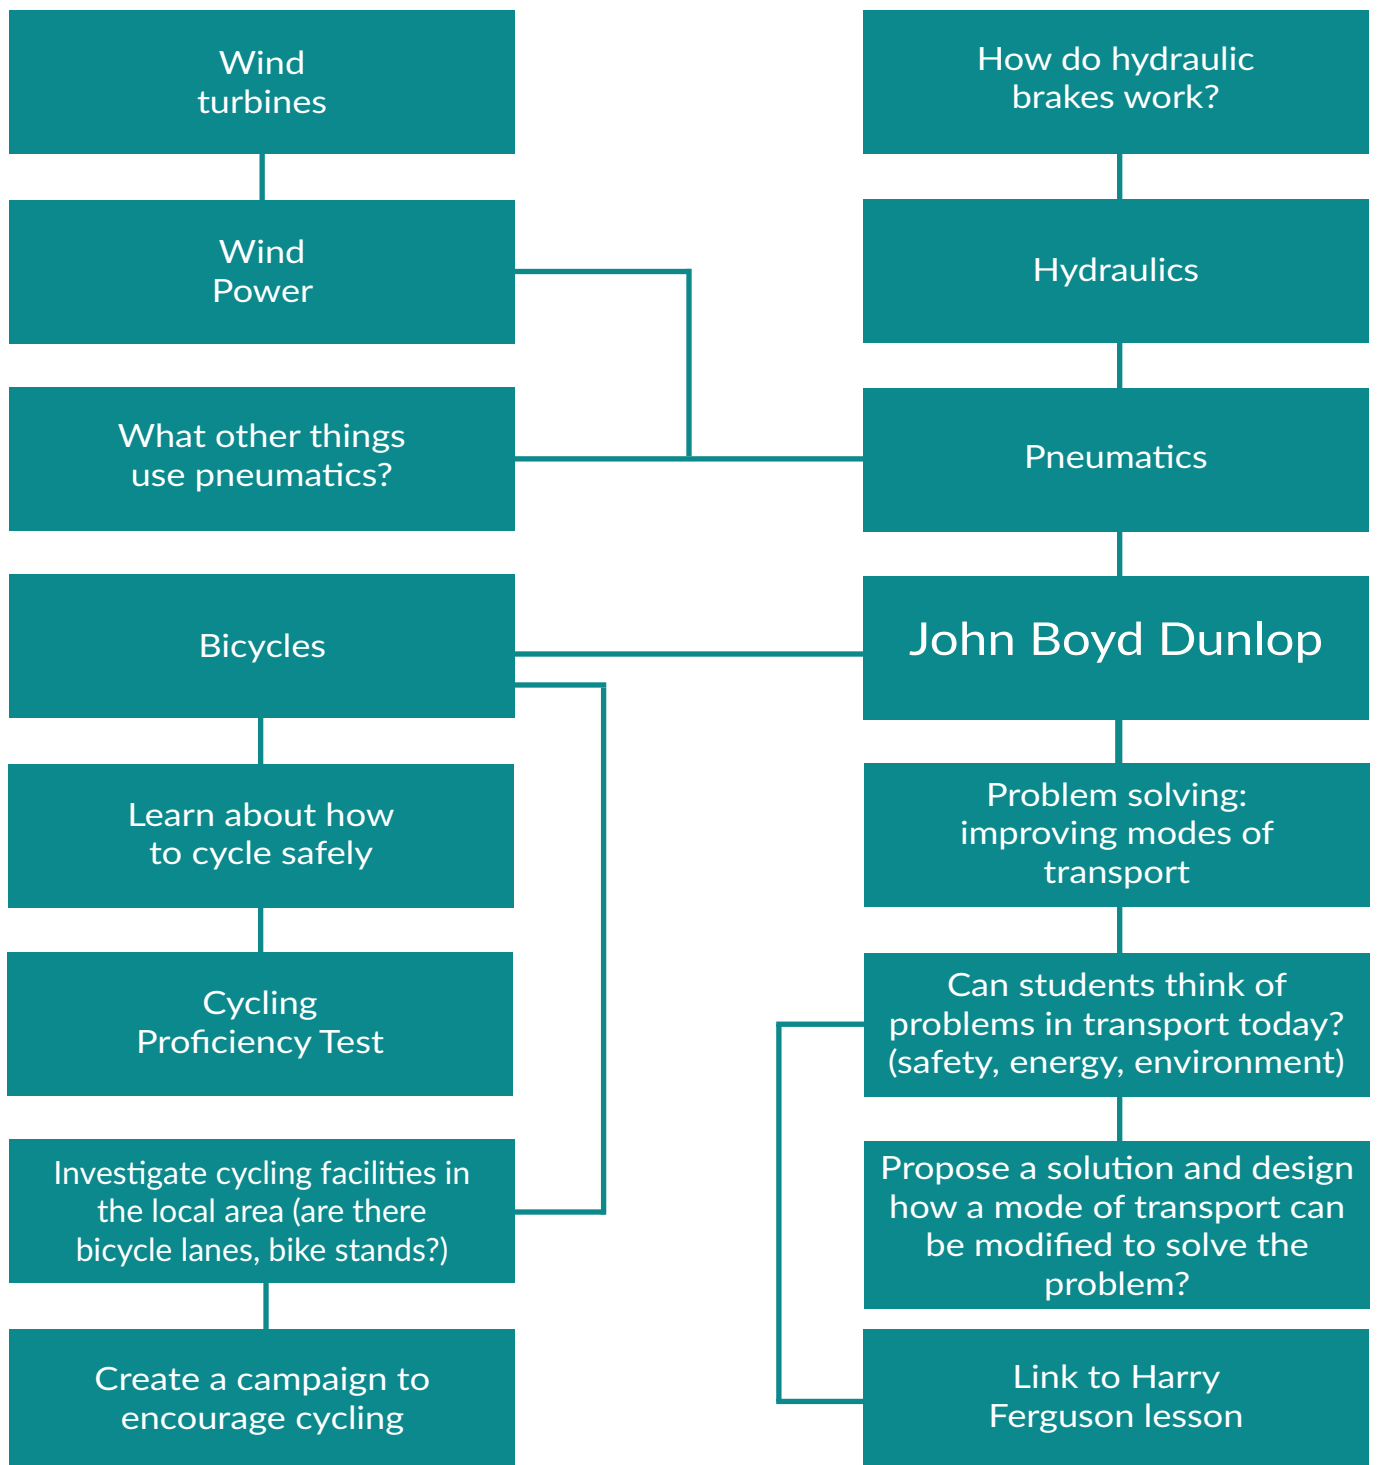 Wind
turbines
Wind
Power
What other things
use pneumatics?
Bicycles
Learn about how
to cycle safely
Cycling
Proficiency Test
Investigate cycling facilities in
the local area (are there
bicycle lanes, bike stands?)
Create a campaign to
encourage cycling
How do hydraulic
brakes work?
Hydraulics
Pneumatics
John Boyd Dunlop
Problem solving:
improving modes of
transport
Can students think of
problems in transport today?
(safety, energy, environment)
Propose a solution and design
how a mode of transport can
be modified to solve the
problem?
Link to Harry
Ferguson lesson